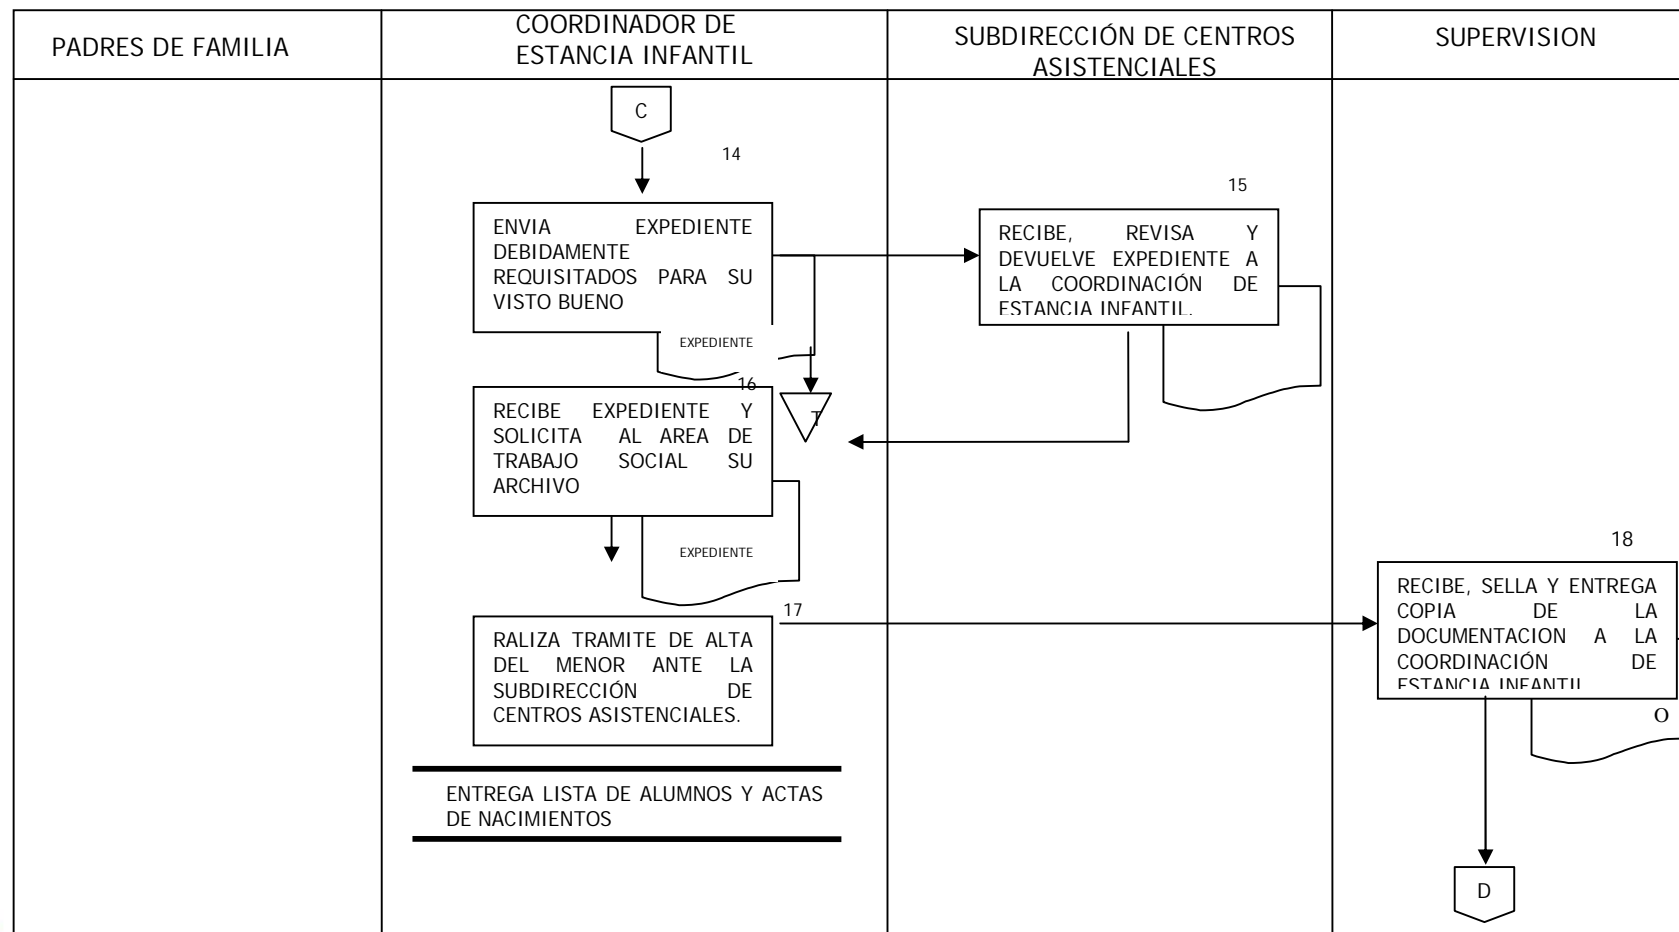 PADRES DE FAMILIA
COORDINADOR DE
ESTANCIA INFANTIL
SUBDIRECCIÓN DE CENTROS
ASISTENCIALES
SUPERVISION
C
14
ENVIA EXPEDIENTE
DEBIDAMENTE
REQUISITADOS PARA SU
VISTO BUENO
EXPEDIENTE
15
RECIBE, REVISA Y
DEVUELVE EXPEDIENTE A
LA COORDINACIÓN DE
ESTANCIA INFANTIL.
T
16
RECIBE EXPEDIENTE Y
SOLICITA AL AREA DE
TRABAJO SOCIAL SU
ARCHIVO
EXPEDIENTE
17
RALIZA TRAMITE DE ALTA
DEL MENOR ANTE LA
SUBDIRECCIÓN DE
CENTROS ASISTENCIALES.
18
RECIBE, SELLA Y ENTREGA
COPIA DE LA
DOCUMENTACION A LA
COORDINACIÓN DE
ESTANCIA INFANTIL
O
ENTREGA LISTA DE ALUMNOS Y ACTAS
DE NACIMIENTOS
D